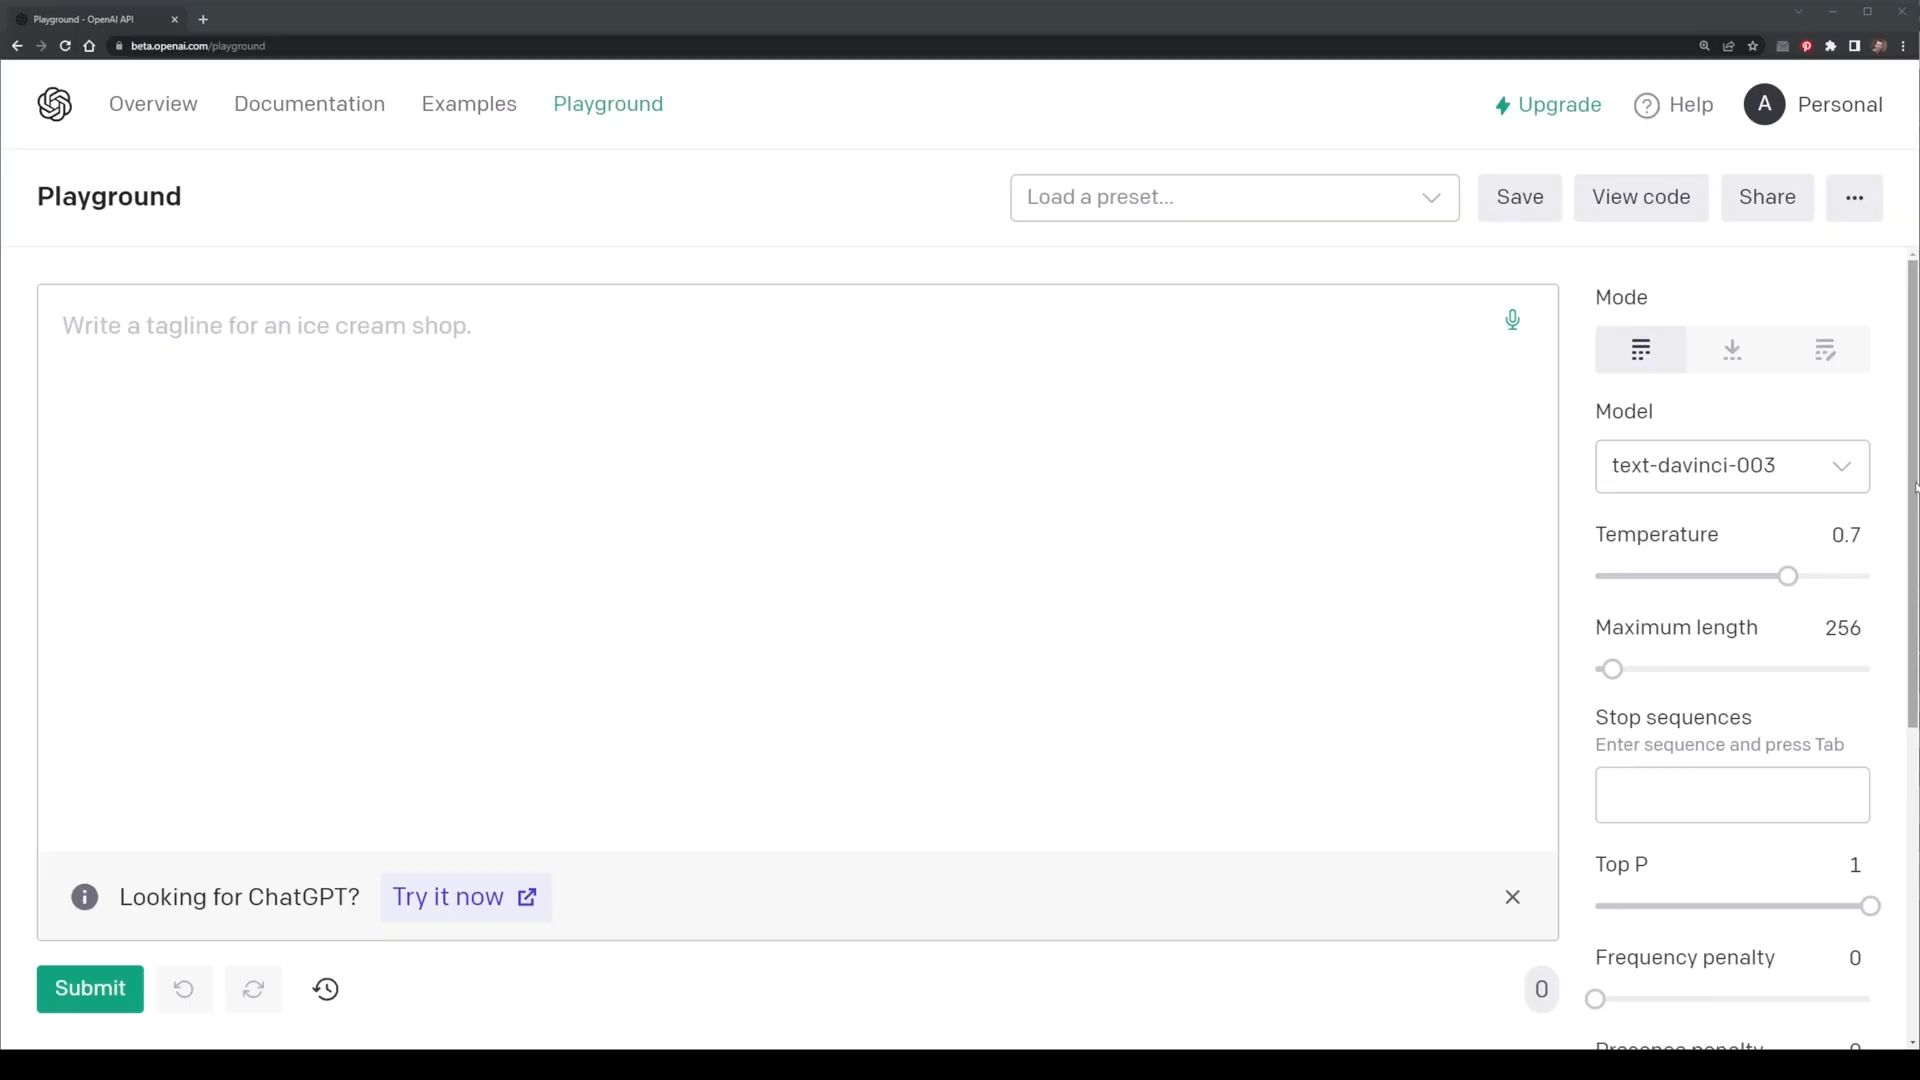 Playground - OpenAI API
beta.openai.com/playground
Overview Documentation Examples Playground
Upgrade ? Help A Personal
Playground
Load a preset... Save View code Share ...
Write a tagline for an ice cream shop.
Mode
Model
text-davinci-003
Temperature 0.7
Maximum length 256
Stop sequences
Enter sequence and press Tab
Top P 1
Looking for ChatGPT? Try it now
Frequency penalty 0
Submit
0
Presence penalty 0